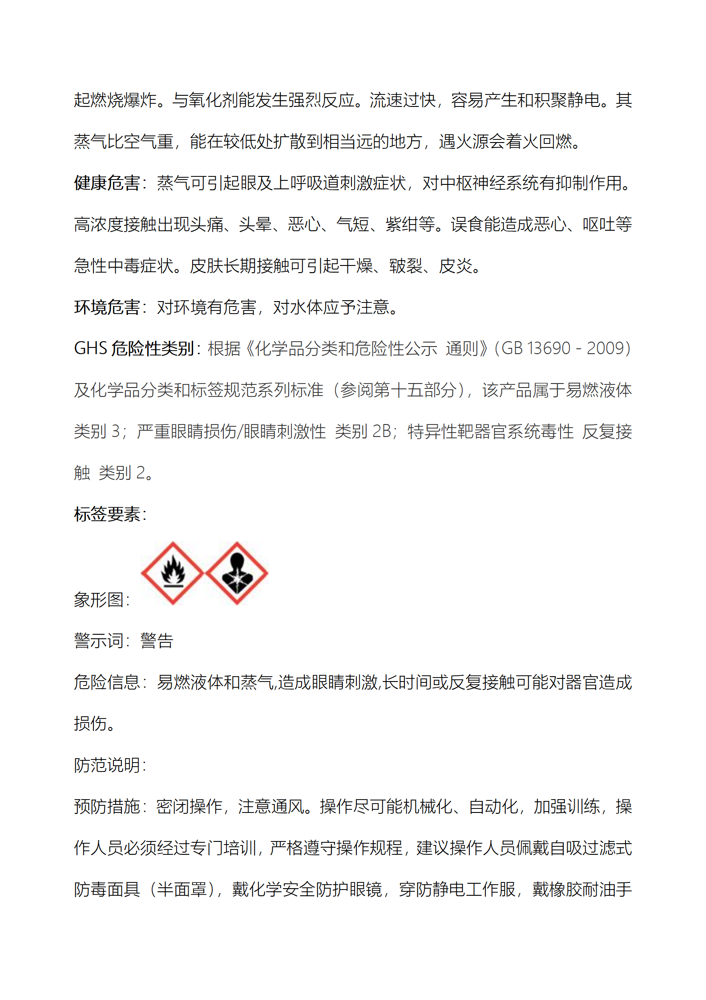 起燃烧爆炸。与氧化剂能发生强烈反应。流速过快，容易产生和积聚静电。其
蒸气比空气重，能在较低处扩散到相当远的地方，遇火源会着火回燃。
健康危害：蒸气可引起眼及上呼吸道刺激症状，对中枢神经系统有抑制作用。
高浓度接触出现头痛、头晕、恶心、气短、紫绀等。误食能造成恶心、呕吐等
急性中毒症状。皮肤长期接触可引起干燥、皲裂、皮炎。
环境危害：对环境有危害，对水体应予注意。
GHS 危险性类别：根据《化学品分类和危险性公示 通则》（GB 13690－2009）
及化学品分类和标签规范系列标准（参阅第十五部分），该产品属于易燃液体
类别 3；严重眼睛损伤/眼睛刺激性 类别 2B；特异性靶器官系统毒性 反复接
触 类别 2。
标签要素：
象形图：
警示词：警告
危险信息：易燃液体和蒸气,造成眼睛刺激,长时间或反复接触可能对器官造成
损伤。
防范说明：
预防措施：密闭操作，注意通风。操作尽可能机械化、自动化，加强训练，操
作人员必须经过专门培训，严格遵守操作规程，建议操作人员佩戴自吸过滤式
防毒面具（半面罩），戴化学安全防护眼镜，穿防静电工作服，戴橡胶耐油手